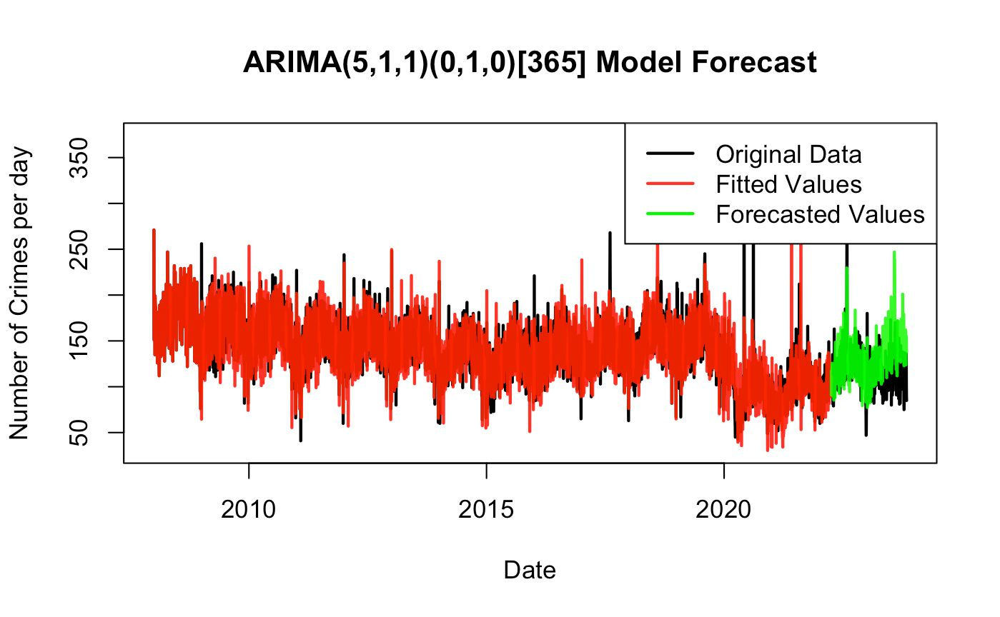 ARIMA(5,1,1)(0,1,0)[365] Model Forecast
Number of Crimes per day
350
250
150
50
Original Data
Fitted Values
Forecasted Values
2010
2015
2020
Date